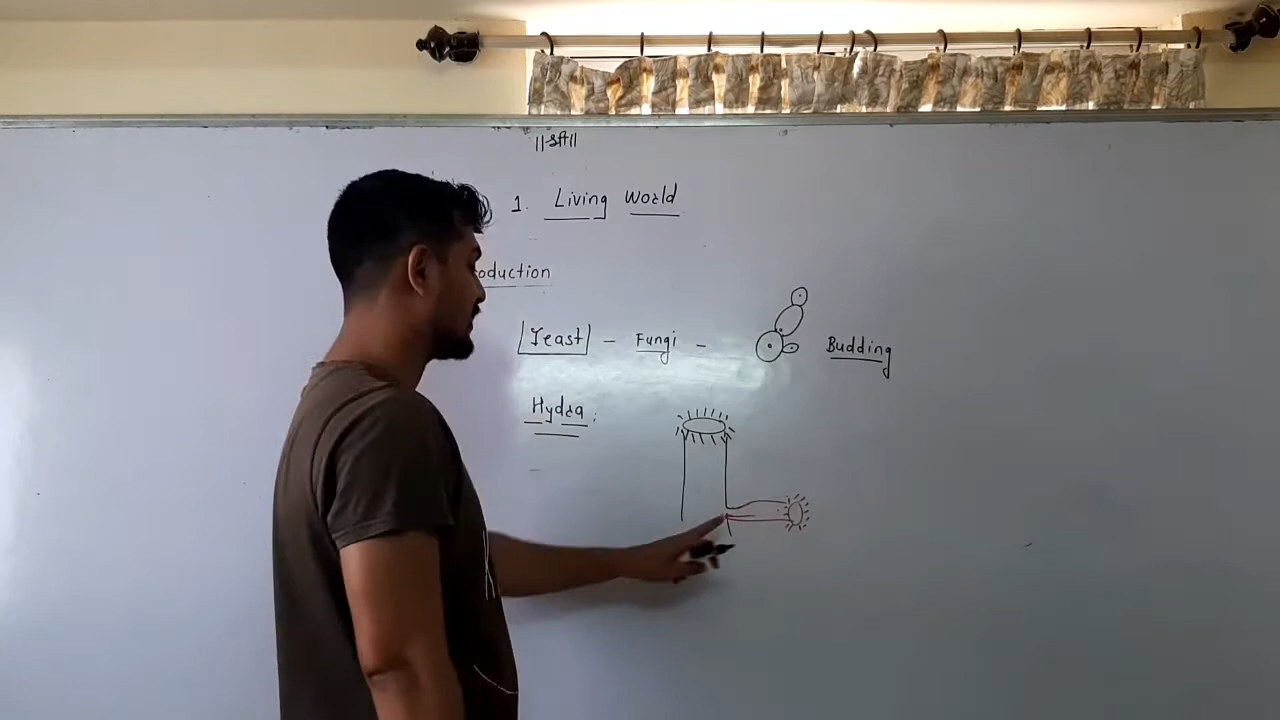 ||श्री||
1. Living World
oduction
Yeast - Fungi - Budding
Hydra: